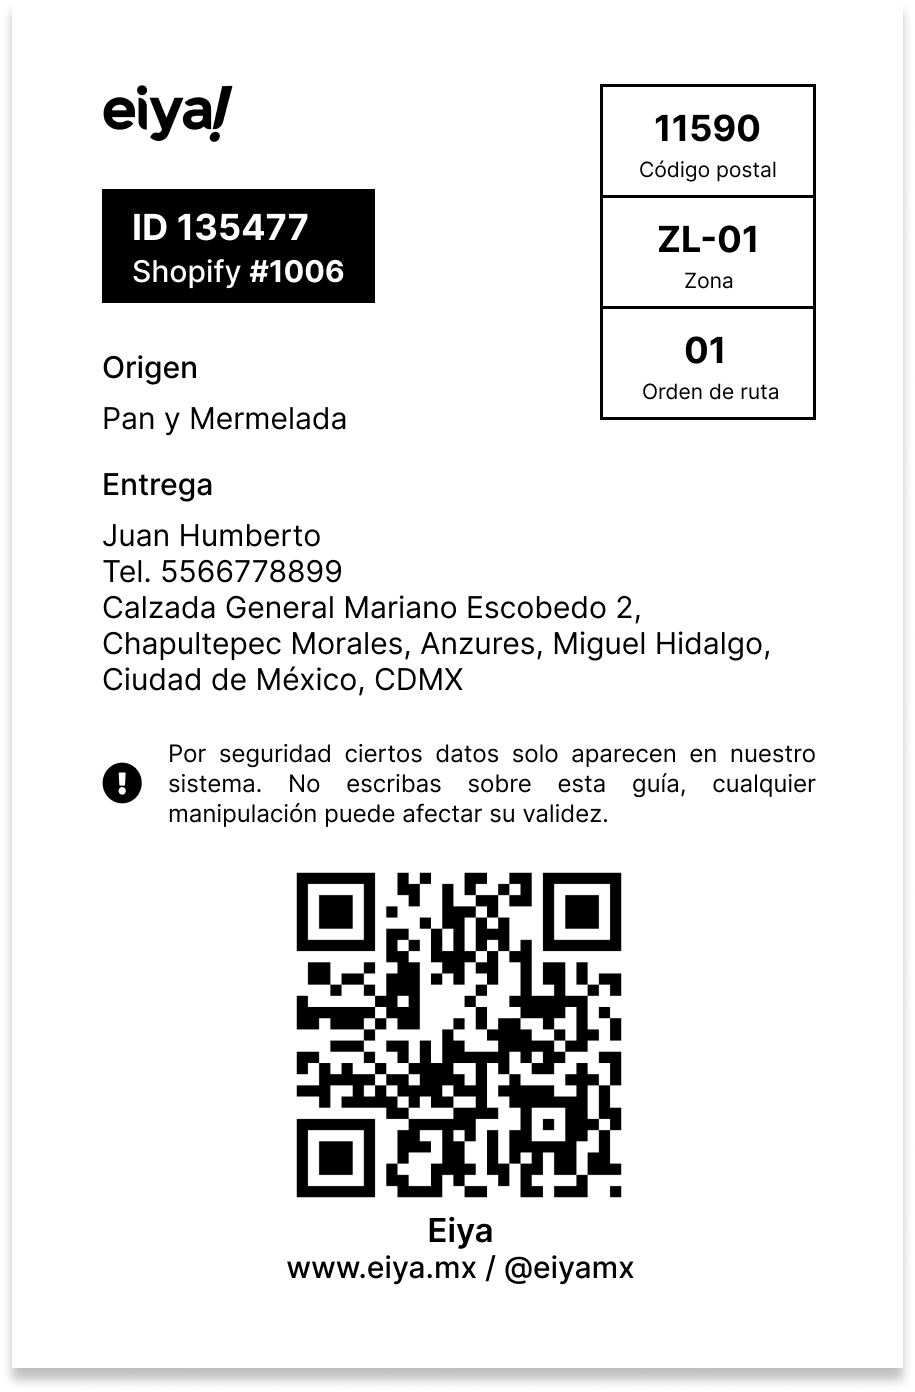 eiya!
ID 135477
Shopify #1006
11590
Código postal
ZL-01
Zona
01
Orden de ruta
Origen
Pan y Mermelada
Entrega
Juan Humberto
Tel. 5566778899
Calzada General Mariano Escobedo 2,
Chapultepec Morales, Anzures, Miguel Hidalgo,
Ciudad de México, CDMX
Por seguridad ciertos datos solo aparecen en nuestro
sistema. No escribas sobre esta guía, cualquier
manipulación puede afectar su validez.
Eiya
www.eiya.mx / @eiyamx